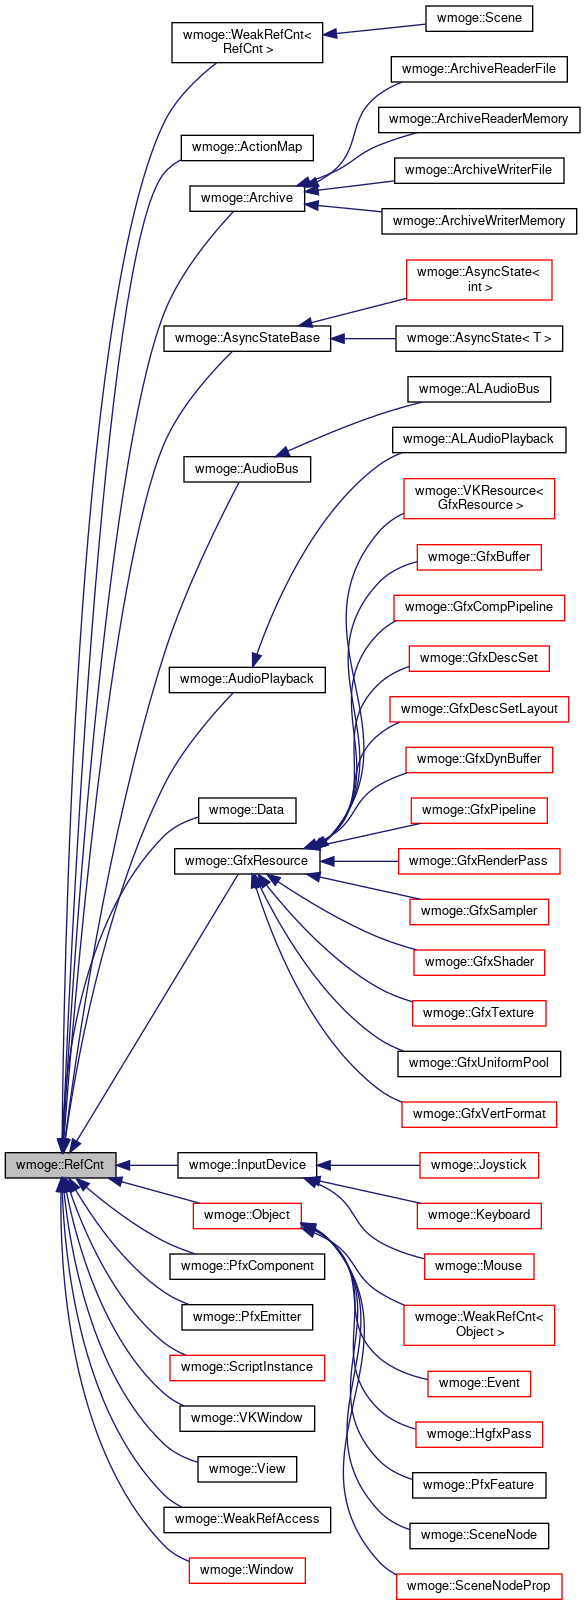 wmoge::Scene
wmoge::WeakRefCnt<
RefCnt >
wmoge::ArchiveReaderFile
wmoge::ArchiveReaderMemory
wmoge::ActionMap
wmoge::ArchiveWriterFile
wmoge::Archive
wmoge::ArchiveWriterMemory
wmoge::AsyncState<
int >
wmoge::AsyncStateBase
wmoge::AsyncState< T >
wmoge::ALAudioBus
wmoge::ALAudioPlayback
wmoge::AudioBus
wmoge::VKResource<
GfxResource >
wmoge::GfxBuffer
wmoge::GfxCompPipeline
wmoge::GfxDescSet
wmoge::AudioPlayback
wmoge::GfxDescSetLayout
wmoge::GfxDynBuffer
wmoge::Data
wmoge::GfxPipeline
wmoge::GfxResource
wmoge::GfxRenderPass
wmoge::GfxSampler
wmoge::GfxShader
wmoge::GfxTexture
wmoge::GfxUniformPool
wmoge::GfxVertFormat
wmoge::RefCnt
wmoge::InputDevice
wmoge::Joystick
wmoge::Object
wmoge::Keyboard
wmoge::PfxComponent
wmoge::Mouse
wmoge::PfxEmitter
wmoge::WeakRefCnt<
Object >
wmoge::ScriptInstance
wmoge::Event
wmoge::VKWindow
wmoge::HgfxPass
wmoge::View
wmoge::PfxFeature
wmoge::WeakRefAccess
wmoge::SceneNode
wmoge::Window
wmoge::SceneNodeProp